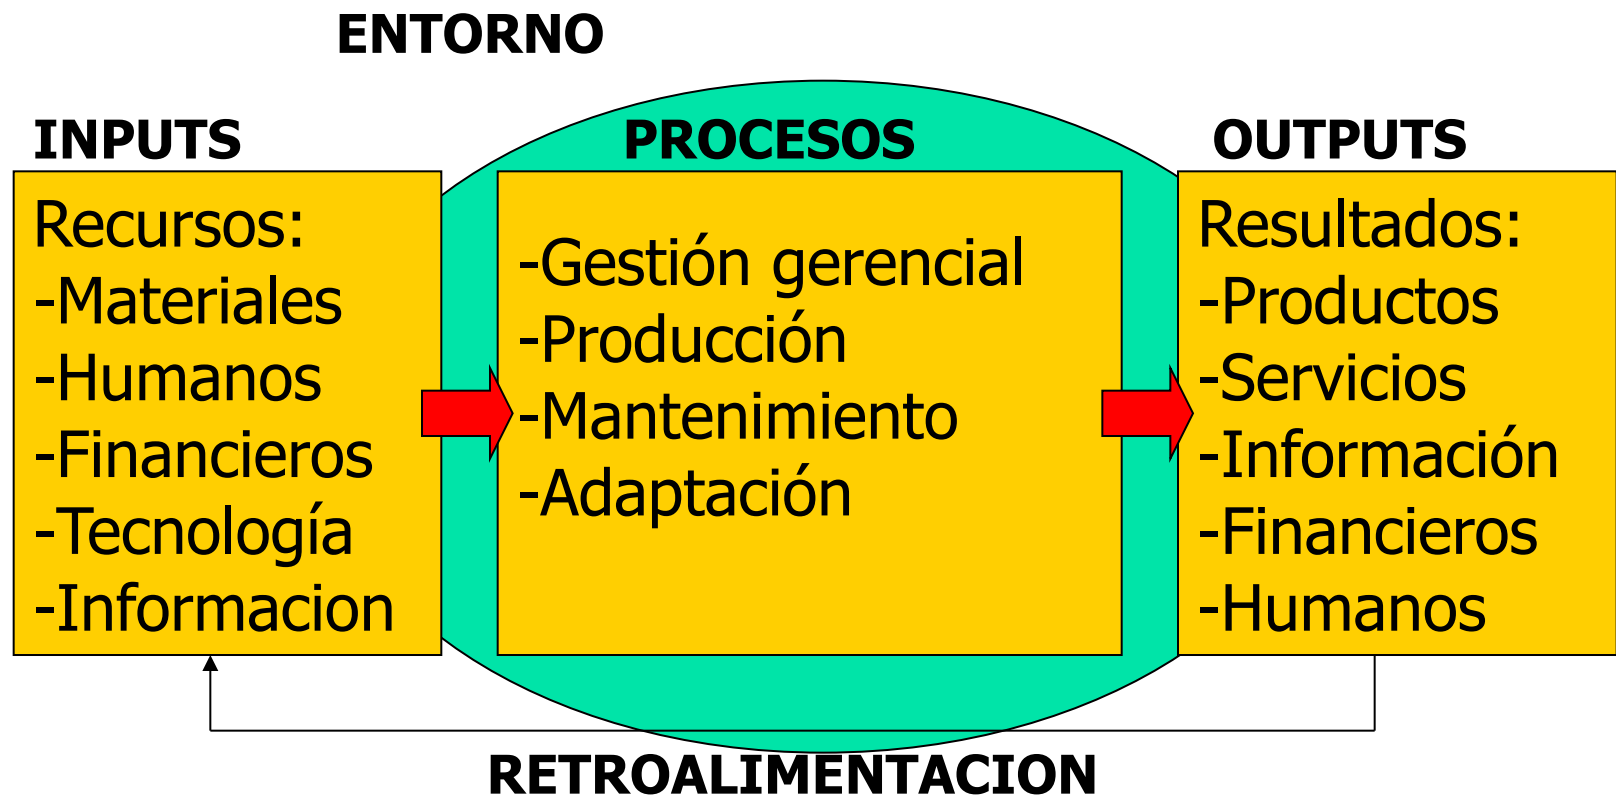 ENTORNO
INPUTS
Recursos:
-Materiales
-Humanos
-Financieros
-Tecnología
-Informacion
PROCESOS
-Gestión gerencial
-Producción
-Mantenimiento
-Adaptación
OUTPUTS
Resultados:
-Productos
-Servicios
-Información
-Financieros
-Humanos
RETROALIMENTACION